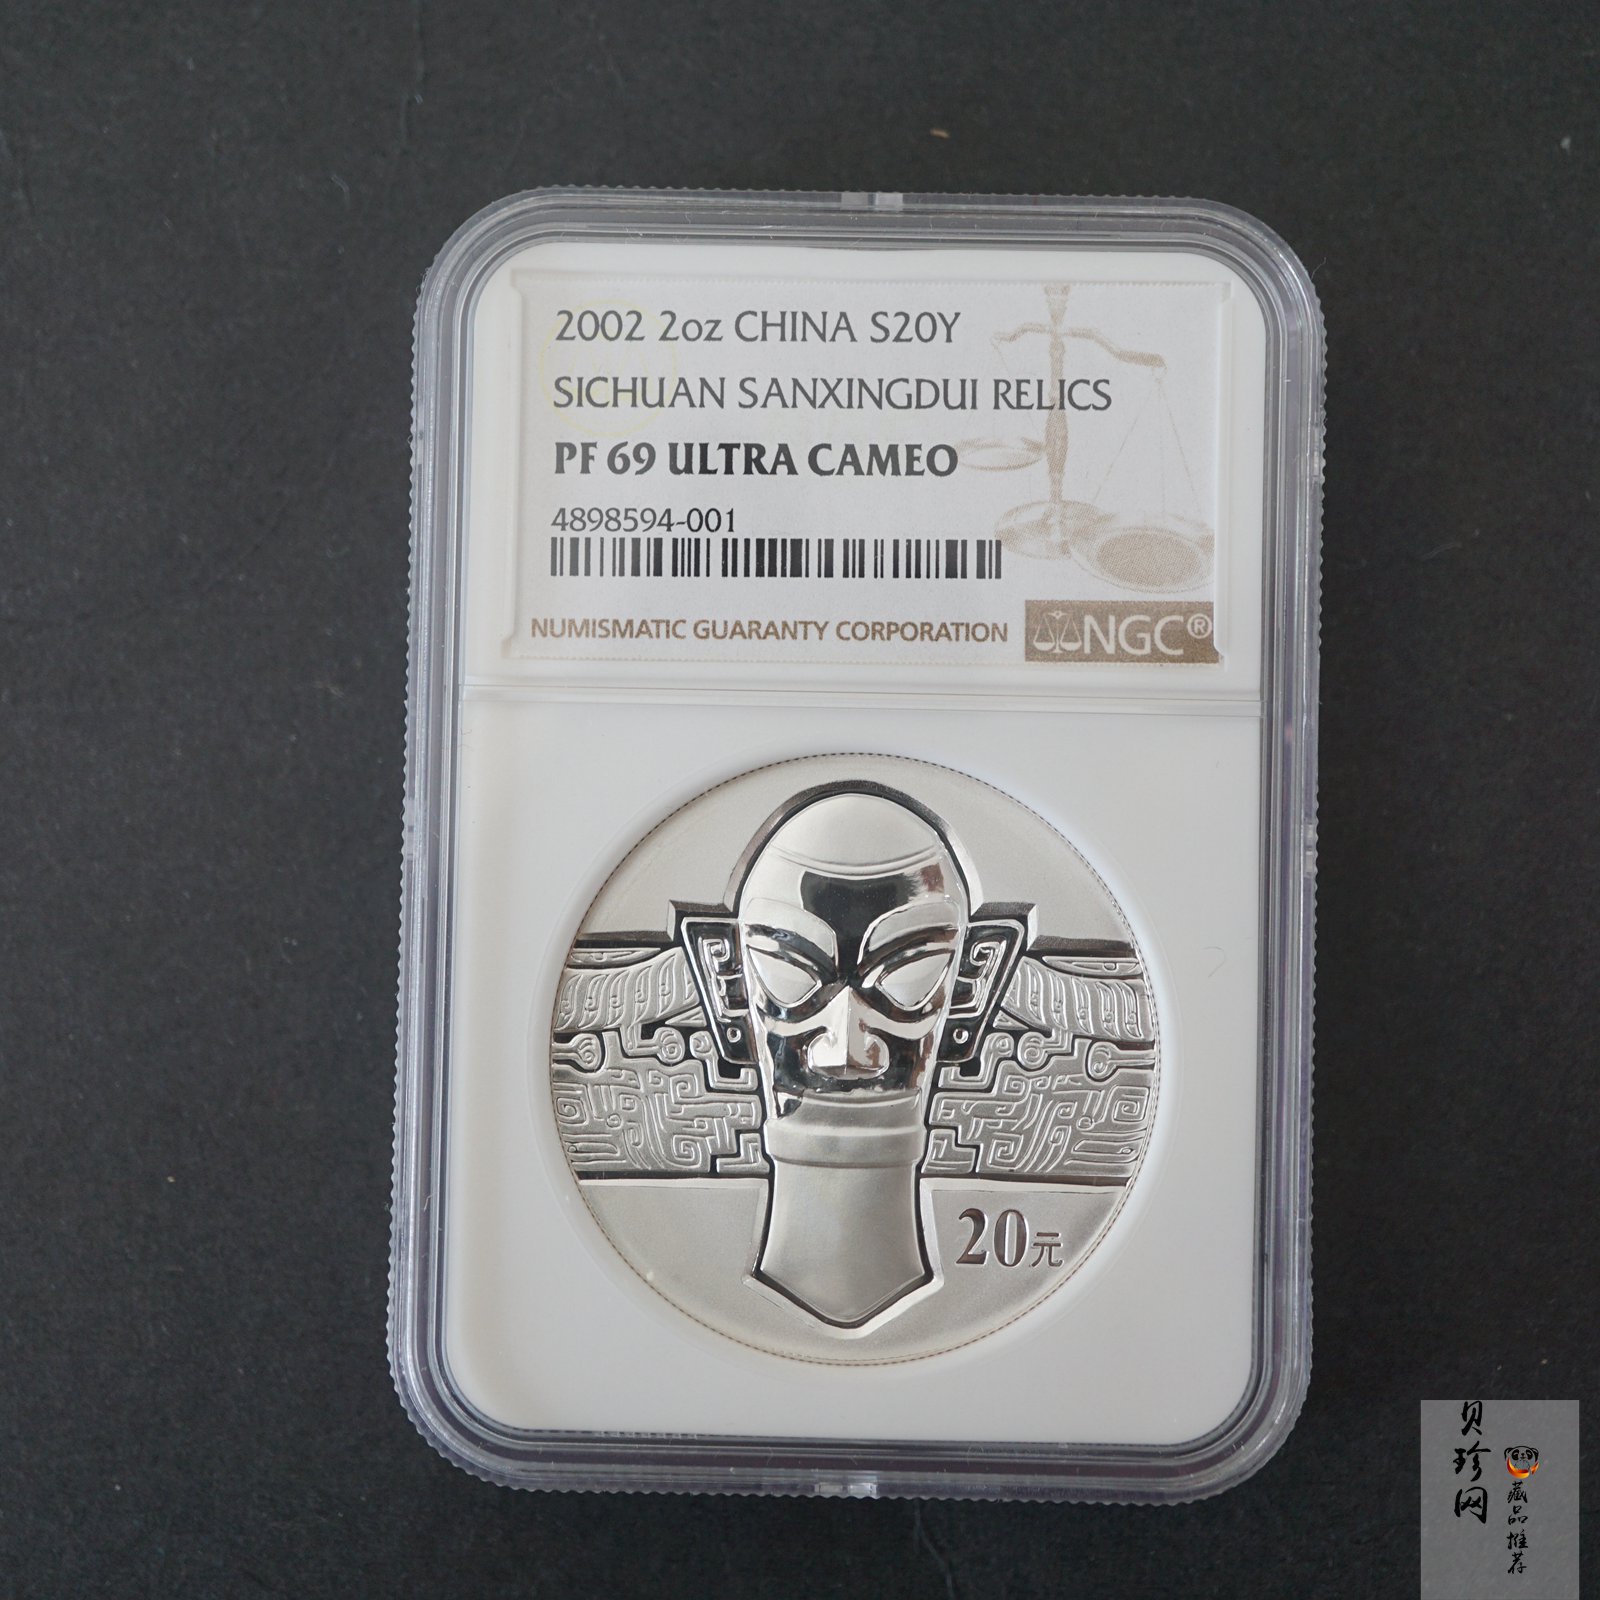 2002 2oz CHINA S20Y
SICHUAN SANXINGDUI RELICS
PF 69 ULTRA CAMEO
4898594-001
NUMISMATIC GUARANTY CORPORATION
NGC®
20元
贝珍网
藏品推荐